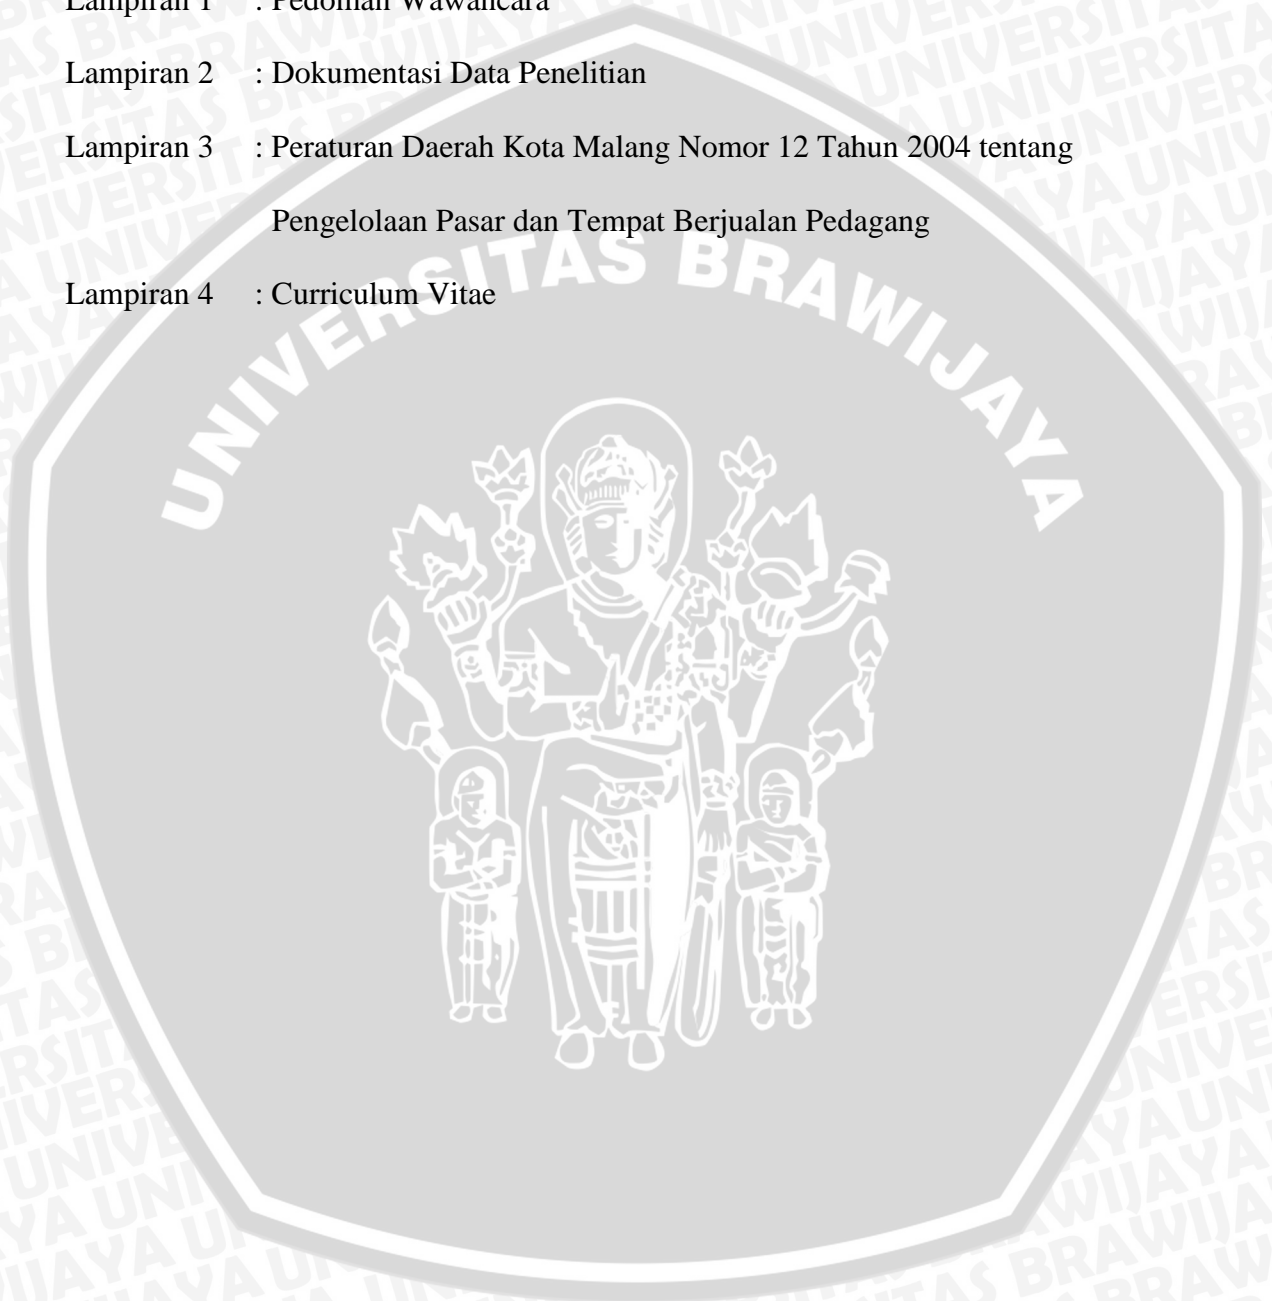 Lampiran 1 : Pedoman Wawancara
Lampiran 2 : Dokumentasi Data Penelitian
Lampiran 3 : Peraturan Daerah Kota Malang Nomor 12 Tahun 2004 tentang
Pengelolaan Pasar dan Tempat Berjualan Pedagang
Lampiran 4 : Curriculum Vitae
UNIVERSITAS BRAWIJAYA